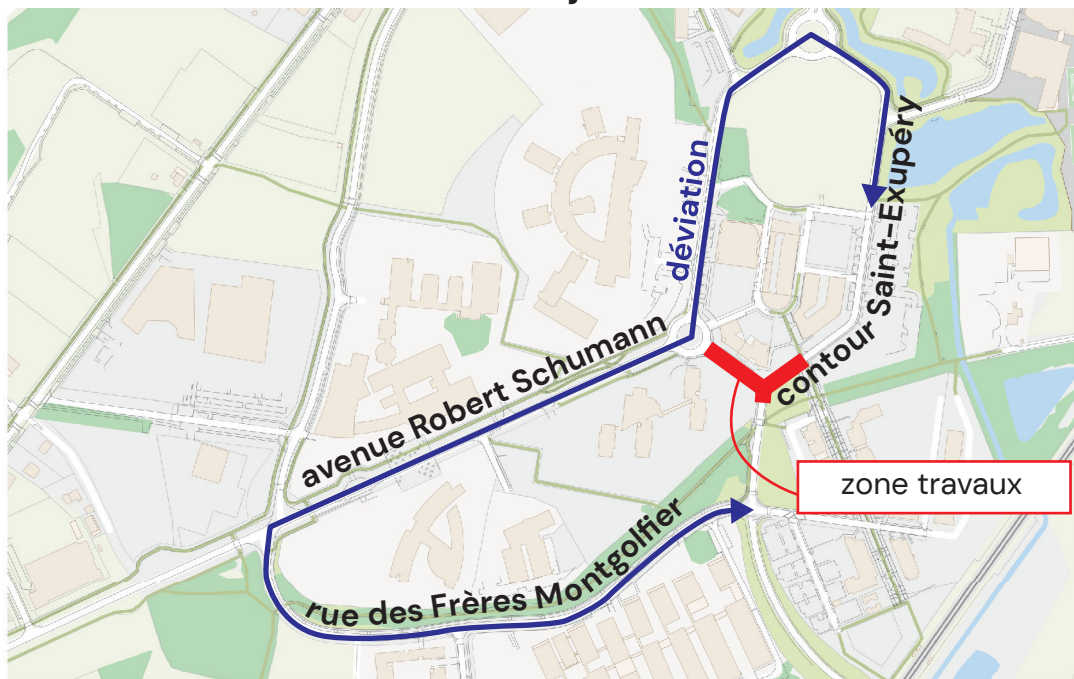 déviation
contour Saint-Exupéry
avenue Robert Schumann
zone travaux
rue des Frères Montgolfier